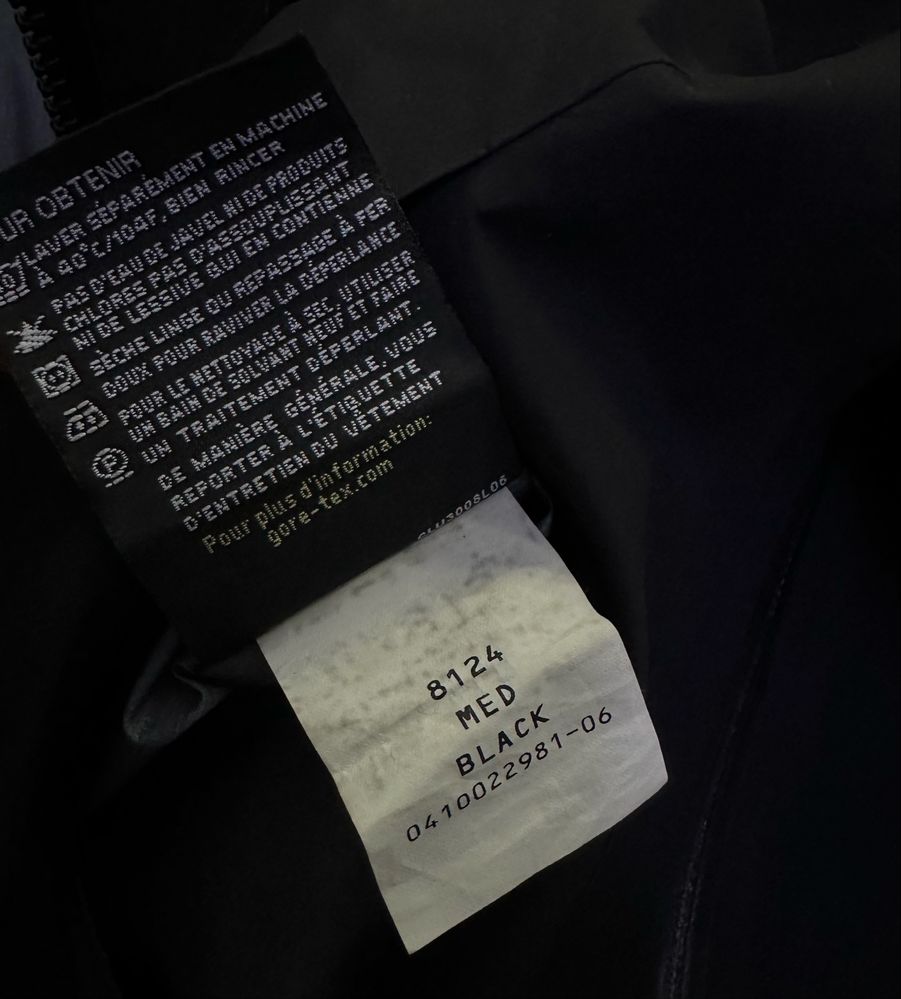 UR OBTENIR
LAVER SÉPARÉMENT EN MACHINE
À 40°C/104°F. BIEN RINCER
PAS D'EAU DE JAVEL NI DE PRODUITS
CHLORES PAS D'ASSOUPLISSANT
NI DE LESSIVE QUI EN CONTIENNE
SÈCHE LINGE OU REPASSAGE À FER
DOUX POUR RAVIVER LA DÉPERLANCE
POUR LE NETTOYAGE À SEC, UTILISER
UN BAIN DE SOLVANT NEUF ET FAIRE
UN TRAITEMENT DÉPERLANT.
DE MANIÈRE GÉNÉRALE, VOUS
REPORTER A L'ÉTIQUETTE
D'ENTRETIEN DU VÊTEMENT
Pour plus d'information:
gore-tex.com
8124
MED
BLACK
0410022981-06